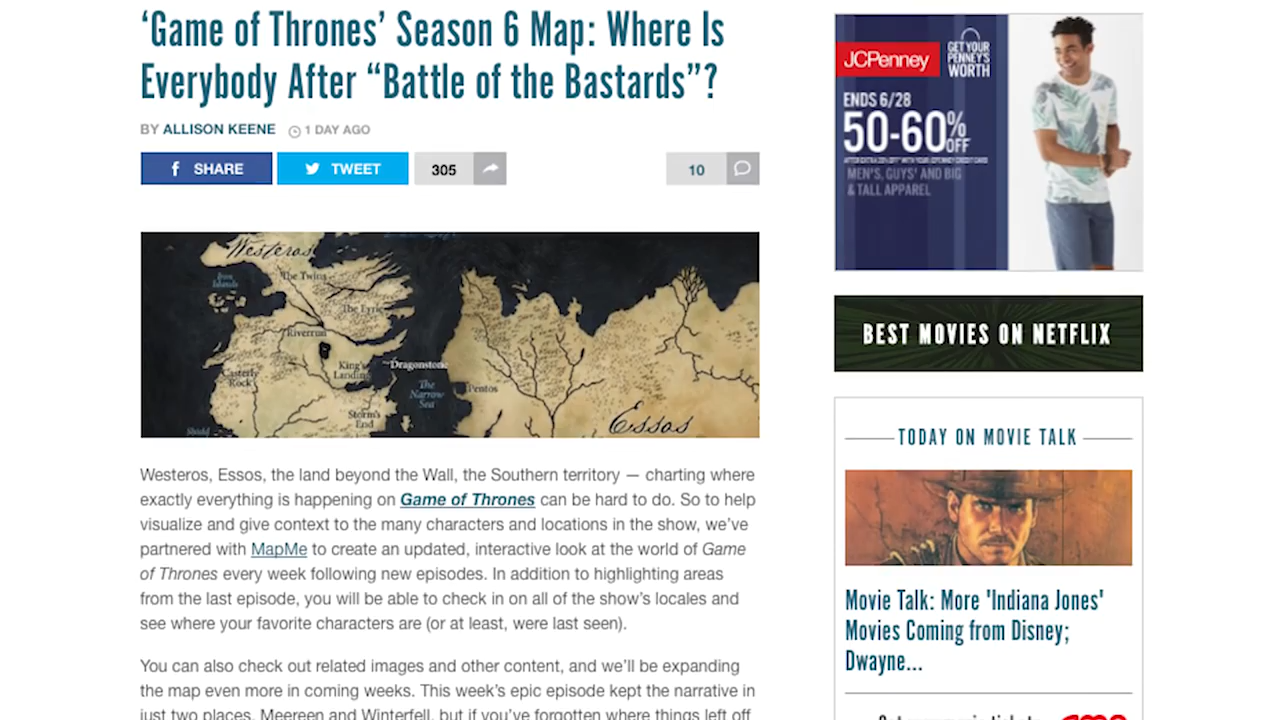 ‘Game of Thrones’ Season 6 Map: Where Is
Everybody After “Battle of the Bastards”?
BY ALLISON KEENE 1 DAY AGO
SHARE
TWEET
305
10
Westeros
The Twins
Iron
Islands
The Eyrie
Riverrun
King's
Landing
Dragonstone
Casterly
Rock
The
Narrow
Sea
Pentos
Storm's
End
Shield
Essos
Westeros, Essos, the land beyond the Wall, the Southern territory — charting where
exactly everything is happening on Game of Thrones can be hard to do. So to help
visualize and give context to the many characters and locations in the show, we’ve
partnered with MapMe to create an updated, interactive look at the world of Game
of Thrones every week following new episodes. In addition to highlighting areas
from the last episode, you will be able to check in on all of the show’s locales and
see where your favorite characters are (or at least, were last seen).
You can also check out related images and other content, and we’ll be expanding
the map even more in coming weeks. This week’s epic episode kept the narrative in
just two places, Meereen and Winterfell, but if you’ve forgotten where things left off
JCPenney
GET YOUR
PENNEY'S
WORTH
ENDS 6/28
50-60% OFF
MEN'S, GUYS' AND BIG
& TALL APPAREL
BEST MOVIES ON NETFLIX
TODAY ON MOVIE TALK
Movie Talk: More 'Indiana Jones'
Movies Coming from Disney;
Dwayne...